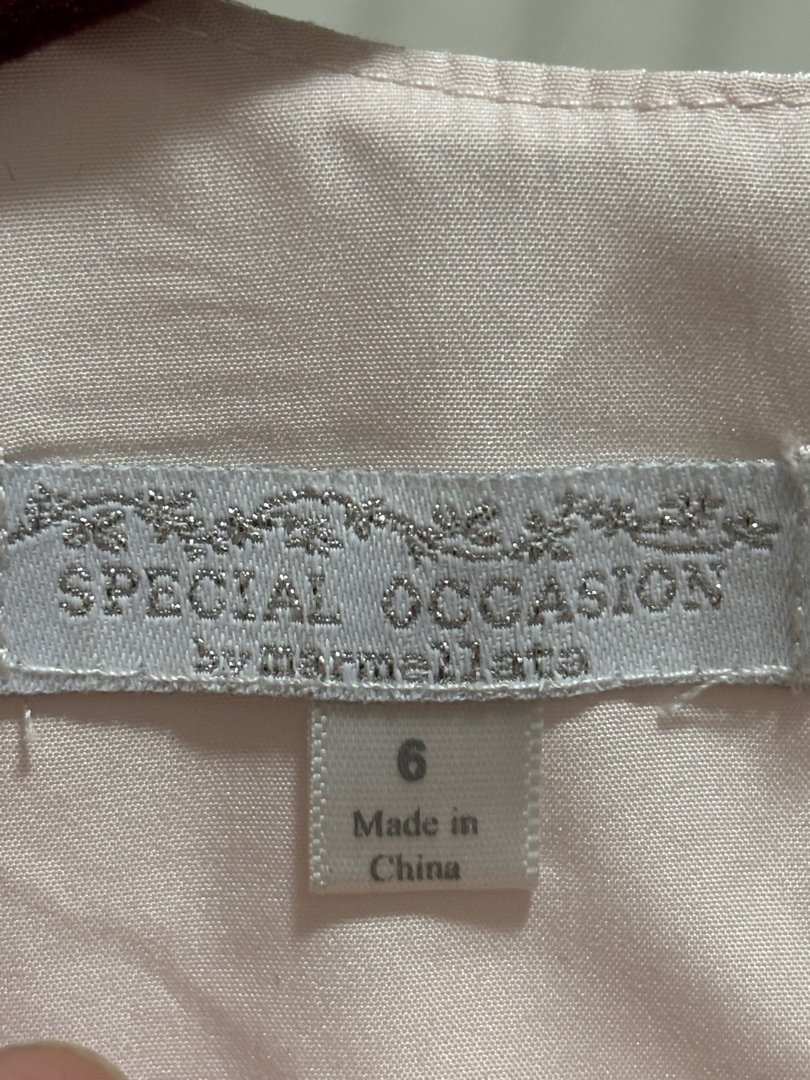 SPECIAL OCCASION
by marmellata
6
Made in
China